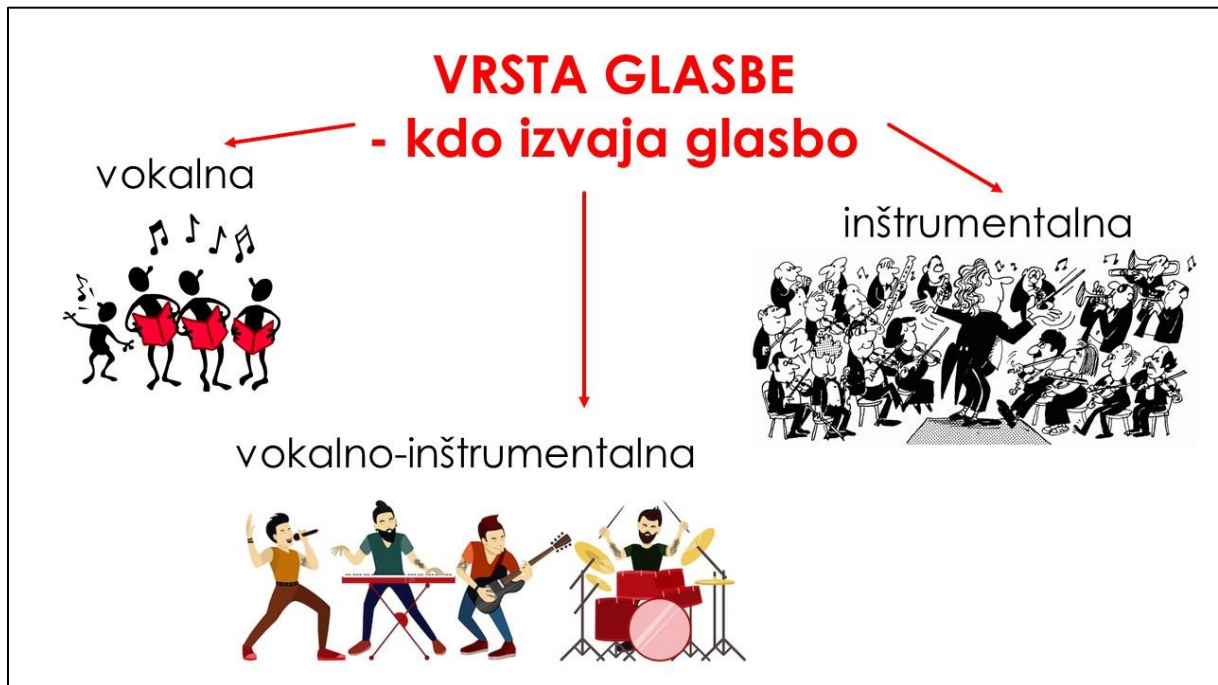 VRSTA GLASBE
- kdo izvaja glasbo
vokalna
inštrumentalna
vokalno-inštrumentalna